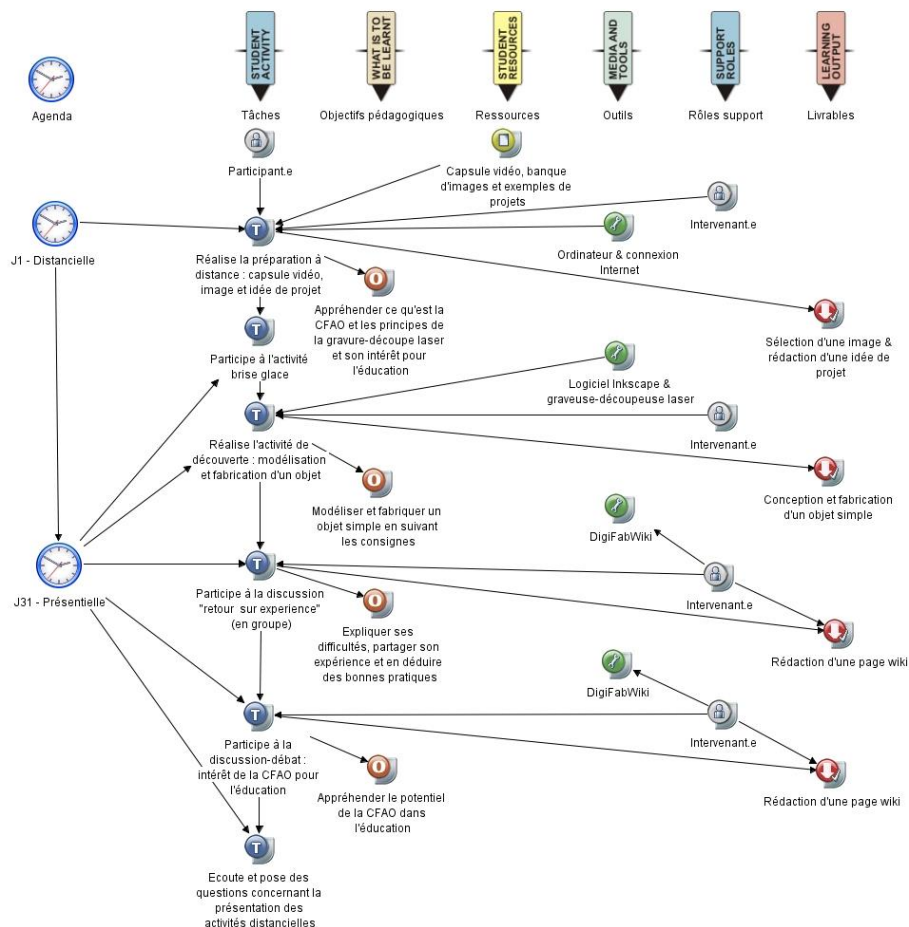 STUDENT
ACTIVITY
WHAT IS TO
BE LEARNT
STUDENT
RESOURCES
MEDIA AND
TOOLS
SUPPORT
ROLES
LEARNING
OUTPUT
Agenda
Tâches
Objectifs pédagogiques
Ressources
Outils
Rôles support
Livrables
Participant.e
Capsule vidéo, banque
d'images et exemples de
projets
Intervenant.e
J1 - Distancielle
T
Réalise la préparation à
distance : capsule vidéo,
image et idée de projet
Ordinateur & connexion
Internet
O
Appréhender ce qu'est la
CFAO et les principes de
la gravure-découpe laser
et son intérêt pour
l'éducation
Sélection d'une image &
rédaction d'une idée de
projet
T
Participe à l'activité
brise glace
Logiciel Inkscape &
graveuse-découpeuse laser
T
Réalise l'activité de
découverte : modélisation
et fabrication d'un objet
Intervenant.e
O
Modéliser et fabriquer un
objet simple en suivant
les consignes
Conception et fabrication
d'un objet simple
DigiFabWiki
J31 - Présentielle
T
Participe à la discussion
"retour sur experience"
(en groupe)
Intervenant.e
O
Expliquer ses
difficultés, partager son
expérience et en déduire
des bonnes pratiques
Rédaction d'une page wiki
DigiFabWiki
T
Participe à la
discussion-débat :
intérêt de la CFAO pour
l'éducation
Intervenant.e
O
Appréhender le potentiel
de la CFAO dans
l'éducation
Rédaction d'une page wiki
T
Ecoute et pose des
questions concernant la
présentation des
activités distancielles